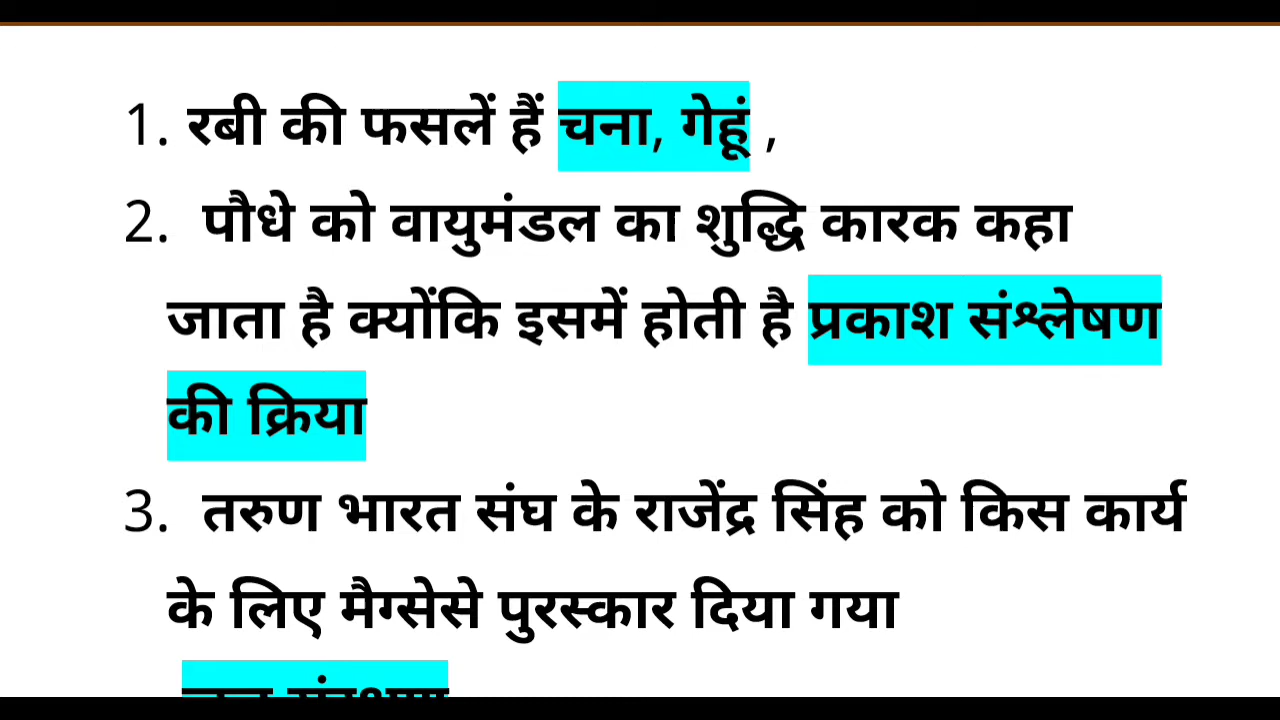 1. रबी की फसलें हैं चना, गेहूं ,
2. पौधे को वायुमंडल का शुद्धि कारक कहा
जाता है क्योंकि इसमें होती है प्रकाश संश्लेषण
की क्रिया
3. तरुण भारत संघ के राजेंद्र सिंह को किस कार्य
के लिए मैग्सेसे पुरस्कार दिया गया